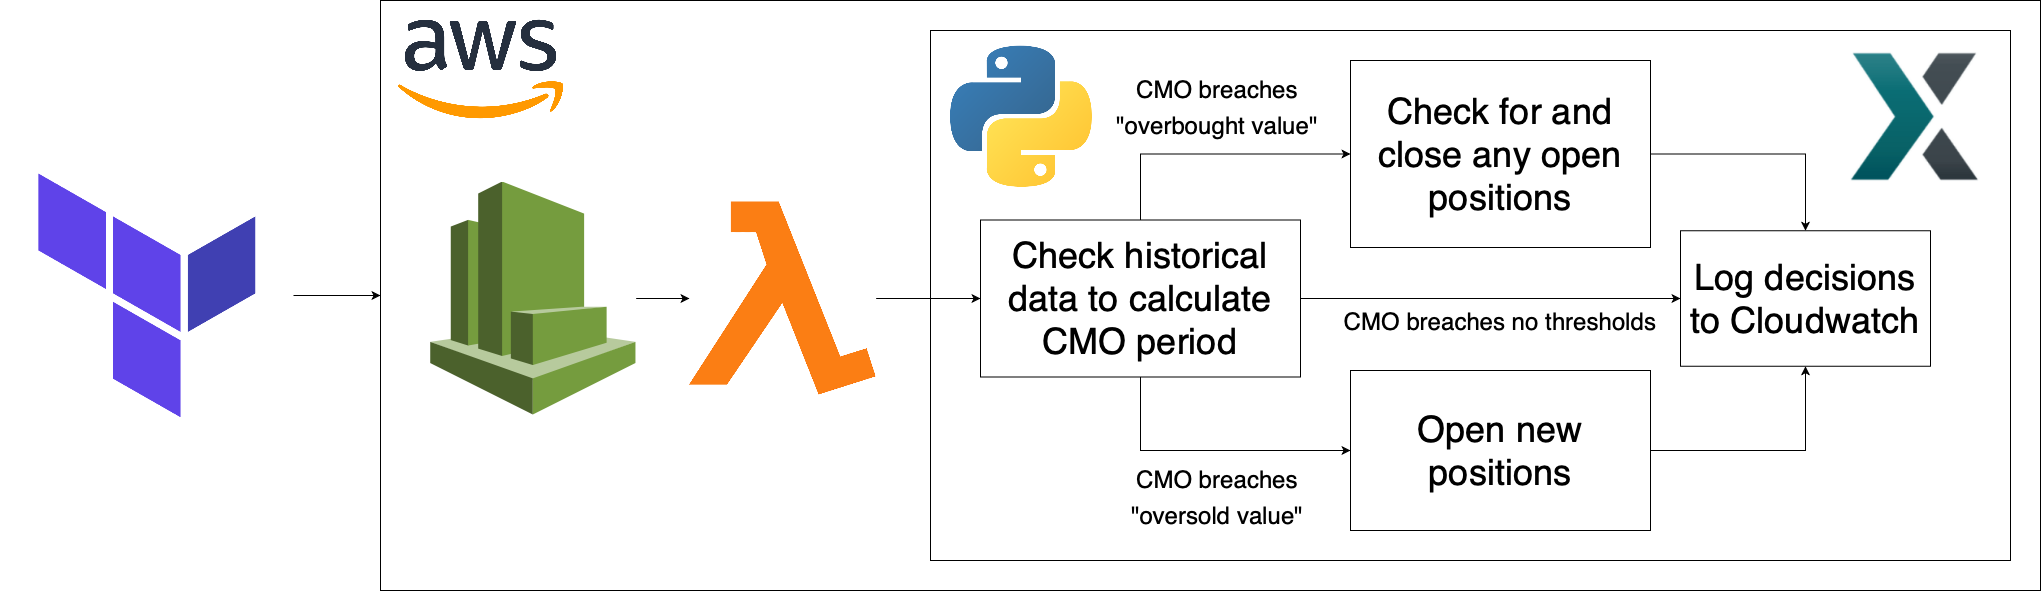 aws
CMO breaches
"overbought value"
Check for and
close any open
positions
Check historical
data to calculate
CMO period
CMO breaches no thresholds
Log decisions
to Cloudwatch
Open new
positions
CMO breaches
"oversold value"